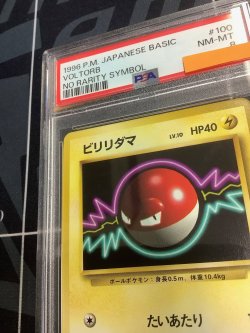 1996 P.M. JAPANESE BASIC #100
VOLTORB NM-MT
NO RARITY SYMBOL 8
PSA
ビリリダマ LV.10 HP40
ボールポケモン：身長0.5m、体重10.4kg
たいあたり